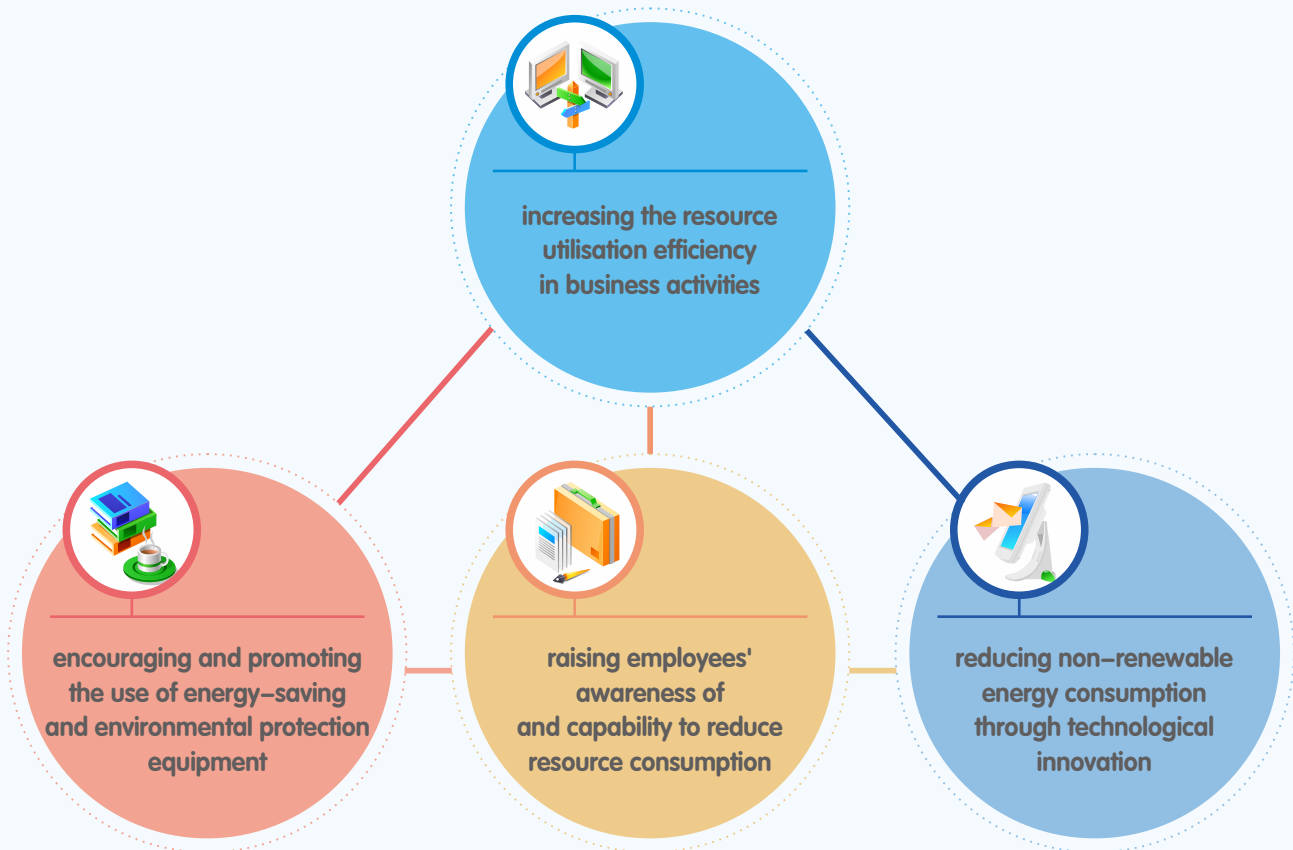 increasing the resource
utilisation efficiency
in business activities
encouraging and promoting
the use of energy–saving
and environmental protection
equipment
raising employees'
awareness of
and capability to reduce
resource consumption
reducing non–renewable
energy consumption
through technological
innovation